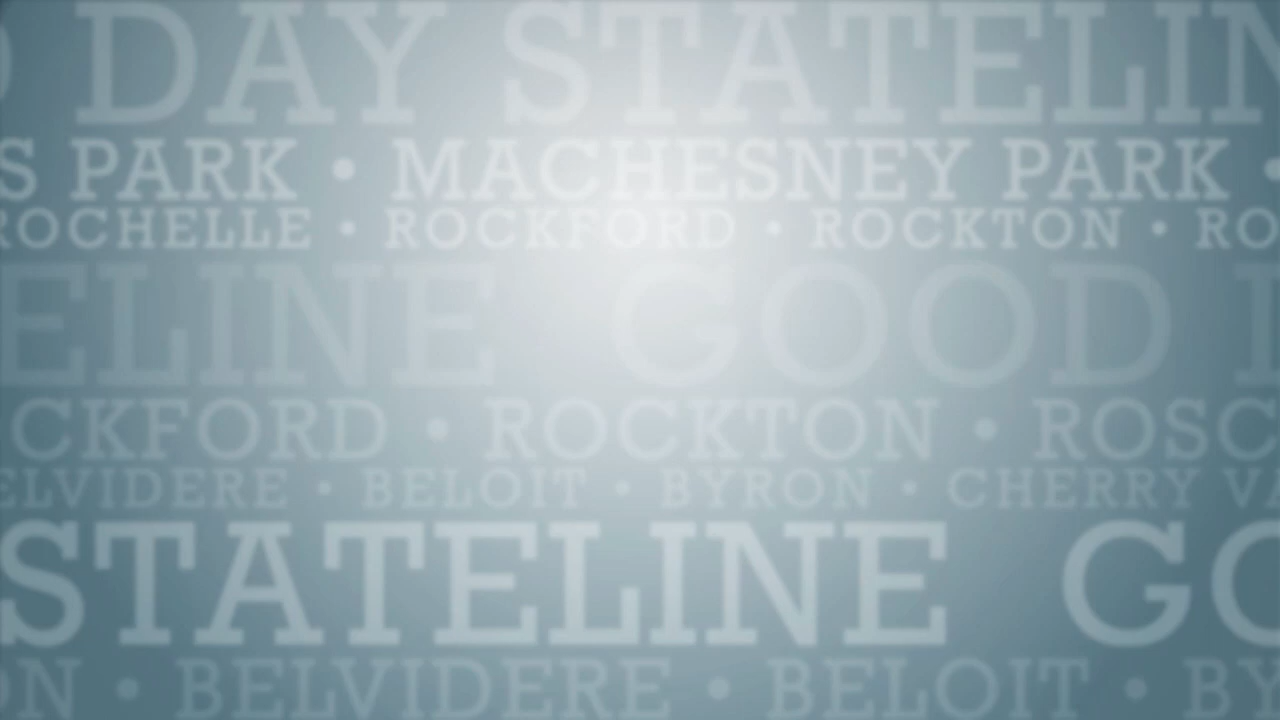 DAY STATELIN
S PARK • MACHESNEY PARK •
ROCHELLE • ROCKFORD • ROCKTON • RO
ELINE GOOD D
CKFORD • ROCKTON • ROSC
ELVIDERE • BELOIT • BYRON • CHERRY VA
STATELINE GO
ON • BELVIDERE • BELOIT • BY